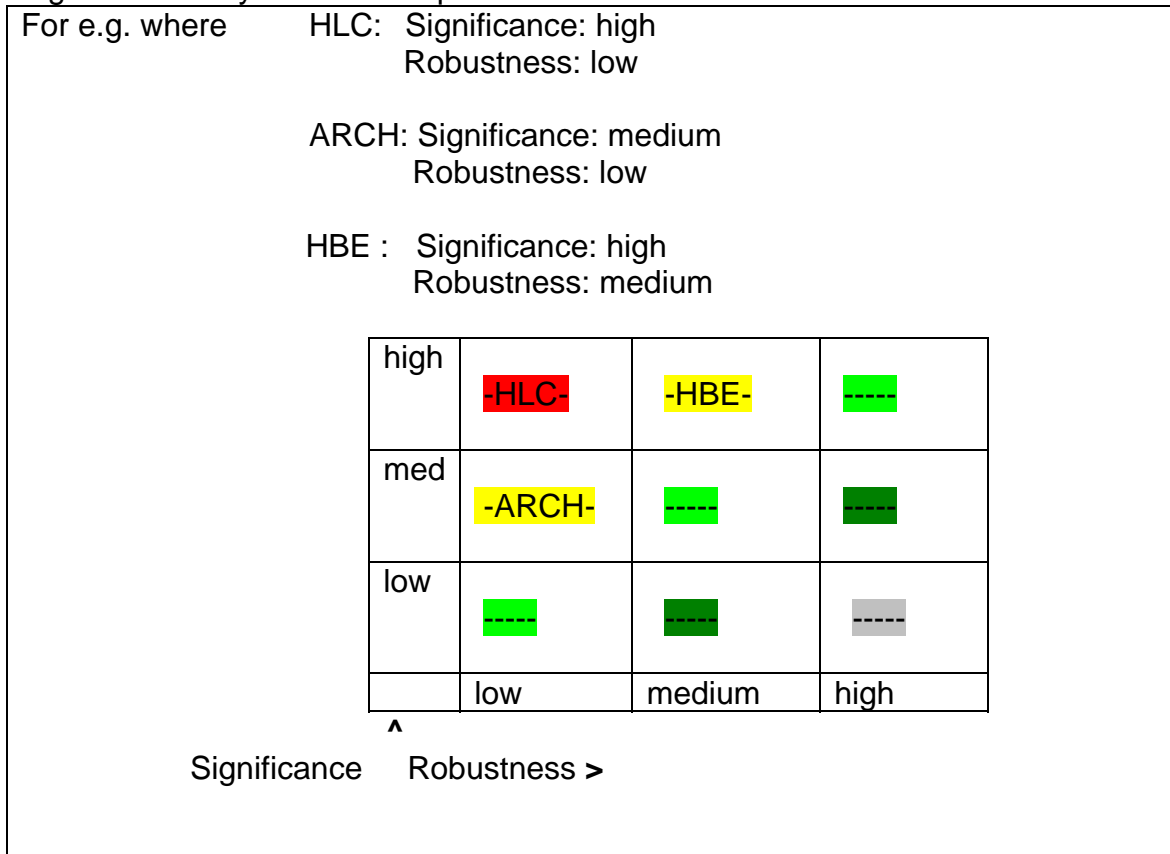 For e.g. where HLC: Significance: high
Robustness: low
ARCH: Significance: medium
Robustness: low
HBE : Significance: high
Robustness: medium
high -HLC- -HBE- -----
med -ARCH- ----- -----
low ----- ----- -----
low medium high
^
Significance Robustness >